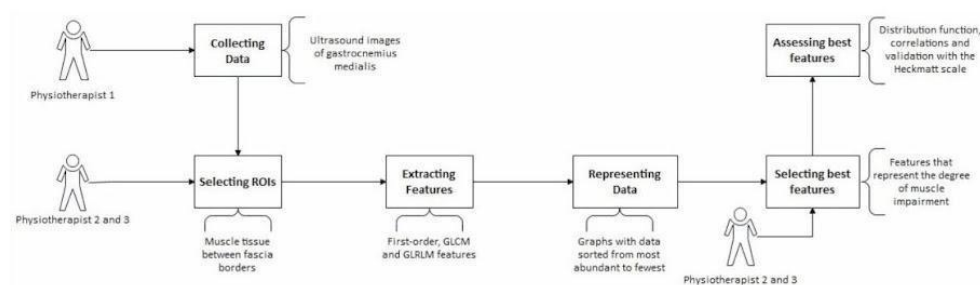 Physiotherapist 1
Collecting
Data
Ultrasound images
of gastrocnemius
medialis
Assessing best
features
Distribution function,
correlations and
validation with the
Heckmatt scale
Physiotherapist 2 and 3
Selecting ROIs
Muscle tissue
between fascia
borders
Extracting
Features
First-order, GLCM
and GLRLM features
Representing
Data
Graphs with data
sorted from most
abundant to fewest
Selecting best
features
Features that
represent the degree
of muscle
impairment
Physiotherapist 2 and 3